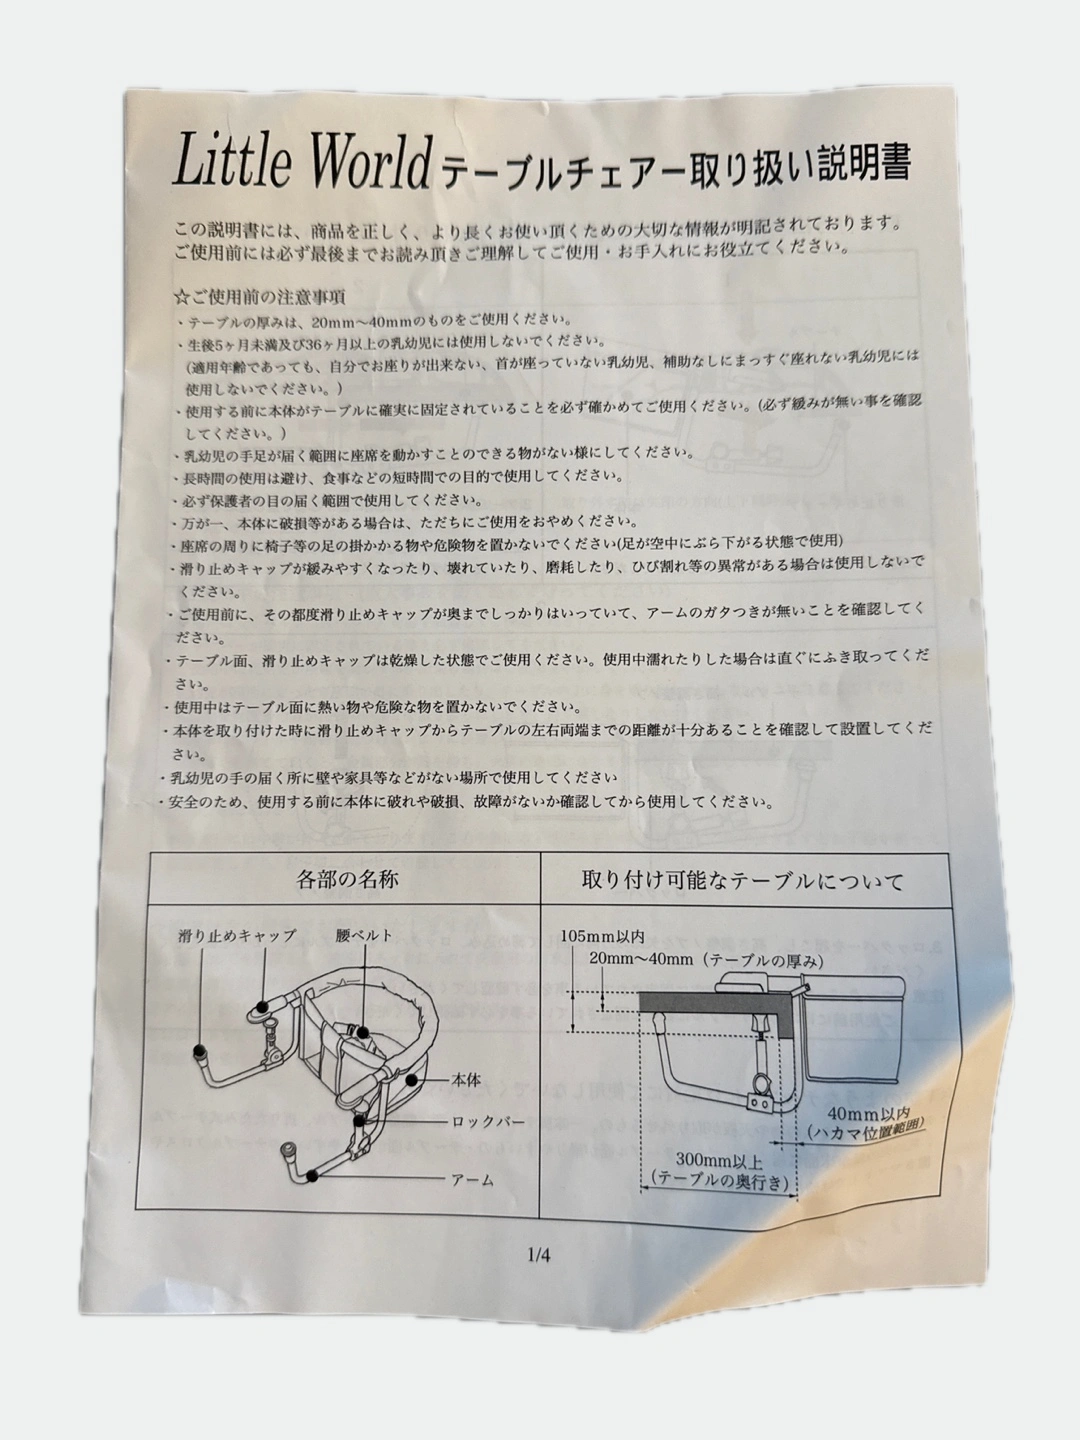 Little World テーブルチェアー取り扱い説明書
この説明書には、商品を正しく、より長くお使い頂くための大切な情報が明記されております。
ご使用前には必ず最後までお読み頂きご理解してご使用・お手入れにお役立てください。
☆ご使用前の注意事項
・テーブルの厚みは、20mm～40mmのものをご使用ください。
・生後5ヶ月未満及び36ヶ月以上の乳幼児には使用しないでください。
(適用年齢であっても、自分でお座りが出来ない、首が座っていない乳幼児、補助なしにまっすぐ座れない乳幼児には
使用しないでください。)
・使用する前に本体がテーブルに確実に固定されていることを必ず確かめてご使用ください。(必ず緩みが無い事を確認
してください。)
・乳幼児の手足が届く範囲に座席を動かすことのできる物がない様にしてください。
・長時間の使用は避け、食事などの短時間での目的で使用してください。
・必ず保護者の目の届く範囲で使用してください。
・万が一、本体に破損等がある場合は、ただちにご使用をおやめください。
・座席の周りに椅子等の足の掛かかる物や危険物を置かないでください(足が空中にぶら下がる状態で使用)
・滑り止めキャップが緩みやすくなったり、壊れていたり、磨耗したり、ひび割れ等の異常がある場合は使用しないで
ください。
・ご使用前に、その都度滑り止めキャップが奥までしっかりはいっていて、アームのガタつきが無いことを確認してく
ださい。
・テーブル面、滑り止めキャップは乾燥した状態でご使用ください。使用中濡れたりした場合は直ぐにふき取ってくだ
さい。
・使用中はテーブル面に熱い物や危険な物を置かないでください。
・本体を取り付けた時に滑り止めキャップからテーブルの左右両端までの距離が十分あることを確認して設置してくだ
さい。
・乳幼児の手の届く所に壁や家具等などがない場所で使用してください
・安全のため、使用する前に本体に破れや破損、故障がないか確認してから使用してください。
各部の名称
滑り止めキャップ
腰ベルト
本体
ロックバー
アーム
取り付け可能なテーブルについて
105mm以内
20mm～40mm（テーブルの厚み）
40mm以内
(ハカマ位置範囲)
300mm以上
(テーブルの奥行き)
1/4